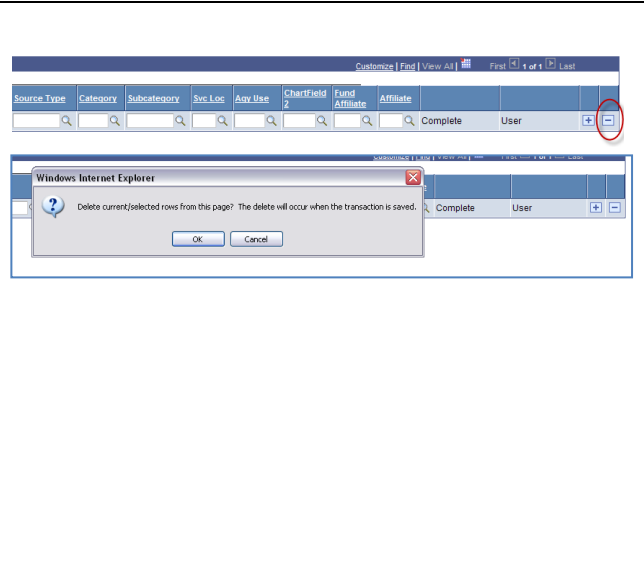 Customize | Find | View All | First 1 of 1 Last
Source Type Category Subcategory Svc Loc Agy Use ChartField 2 Fund Affiliate Affiliate
Complete User
Windows Internet Explorer
Delete current/selected rows from this page? The delete will occur when the transaction is saved.
OK Cancel
Complete User